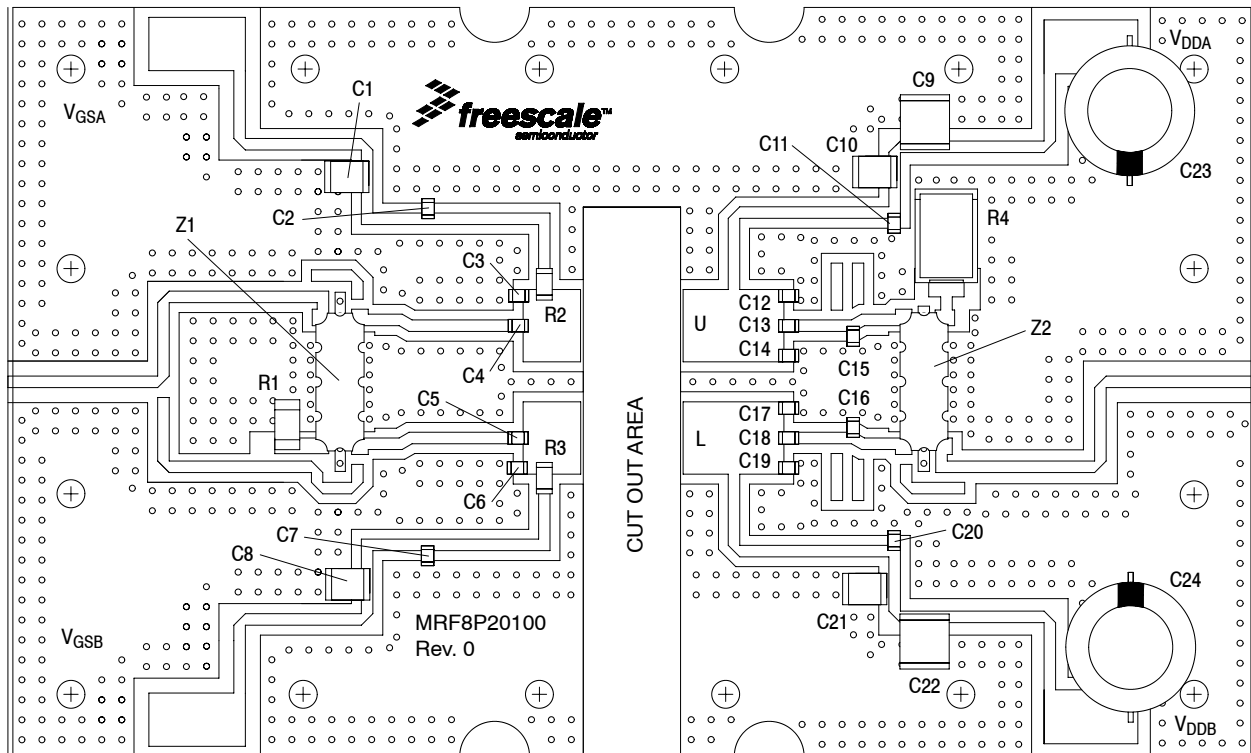 VDDA
C9
C1
VGSA
freescale™
semiconductor
C10
C11
C23
C2
Z1
R4
C3
C12
R2
U
C13
Z2
C14
C4
C15
R1
C5
C16
C17
L
C18
R3
C19
C6
CUT OUT AREA
C7
C20
C8
C24
MRF8P20100
Rev. 0
C21
VGSB
C22
VDDB